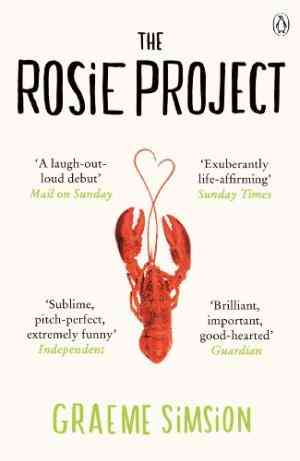 THE
ROSiE PROJECT
‘A laugh-out-
loud debut’
Mail on Sunday
‘Exuberantly
life-affirming’
Sunday Times
‘Sublime,
pitch-perfect,
extremely funny’
Independent
‘Brilliant,
important,
good-hearted’
Guardian
GRAEME SiMSiON